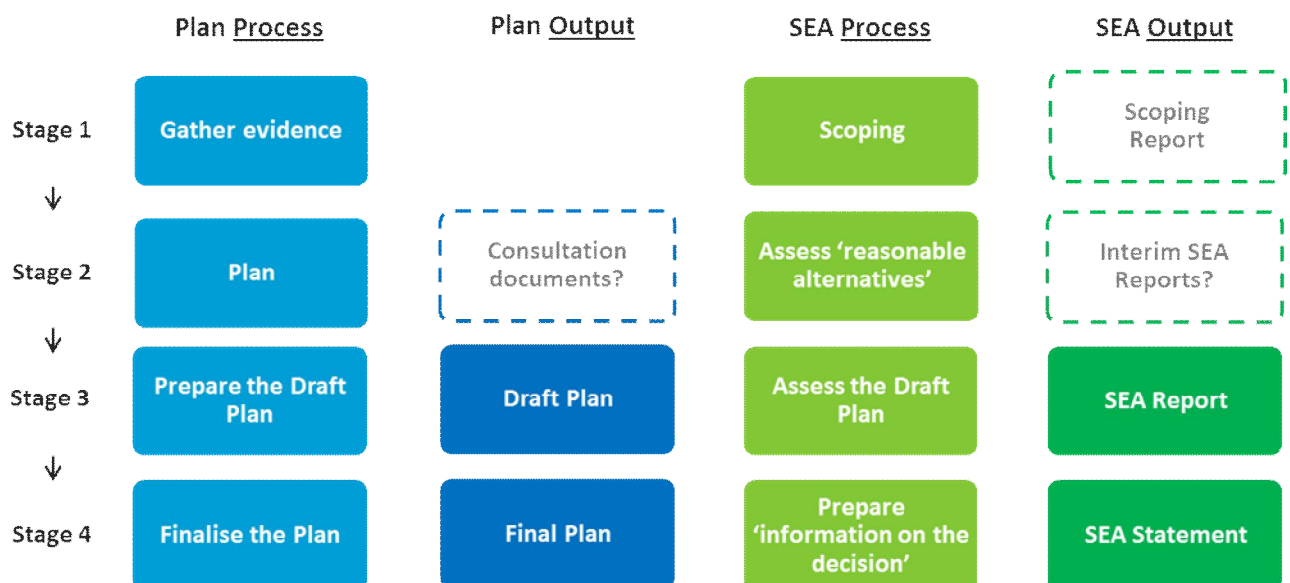 Plan Process
Plan Output
SEA Process
SEA Output
Stage 1
Gather evidence
Scoping
Scoping
Report
Stage 2
Plan
Consultation
documents?
Assess ‘reasonable
alternatives’
Interim SEA
Reports?
Stage 3
Prepare the Draft
Plan
Draft Plan
Assess the Draft
Plan
SEA Report
Stage 4
Finalise the Plan
Final Plan
Prepare
‘information on the
decision’
SEA Statement